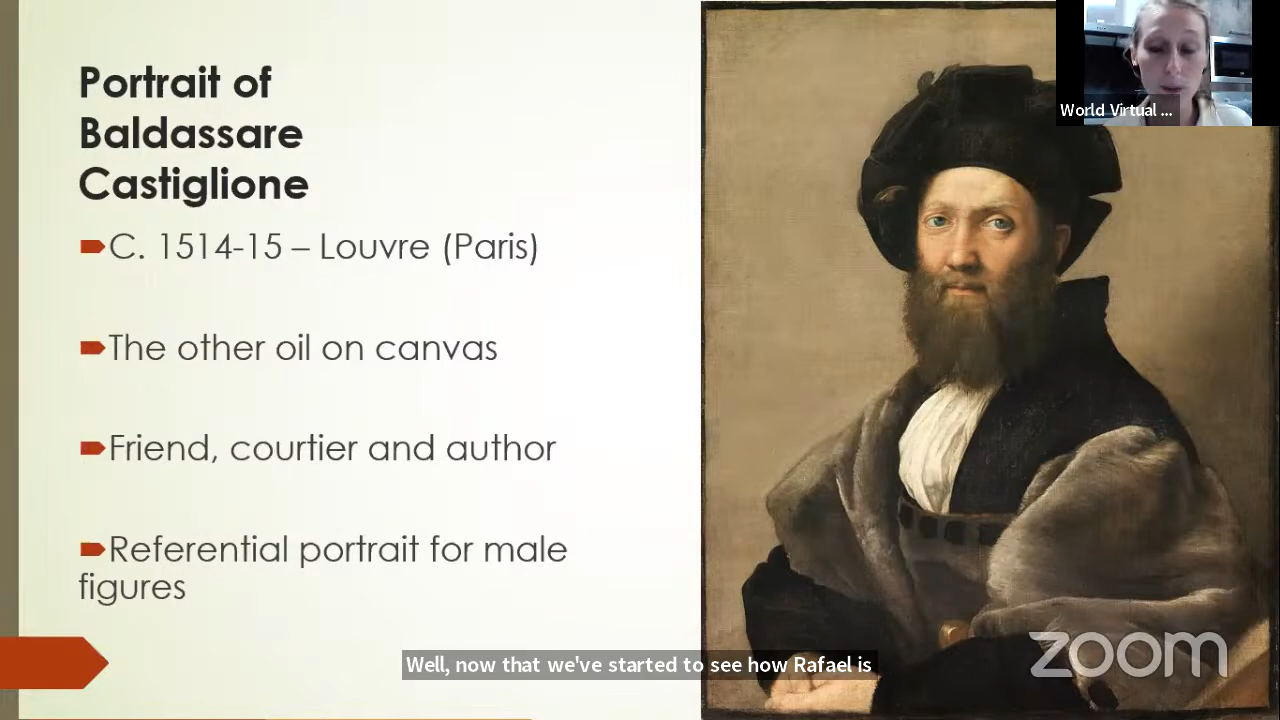 Portrait of
Baldassare
Castiglione
C. 1514-15 – Louvre (Paris)
The other oil on canvas
Friend, courtier and author
Referential portrait for male
figures
World Virtual ...
Well, now that we've started to see how Rafael is
zoom